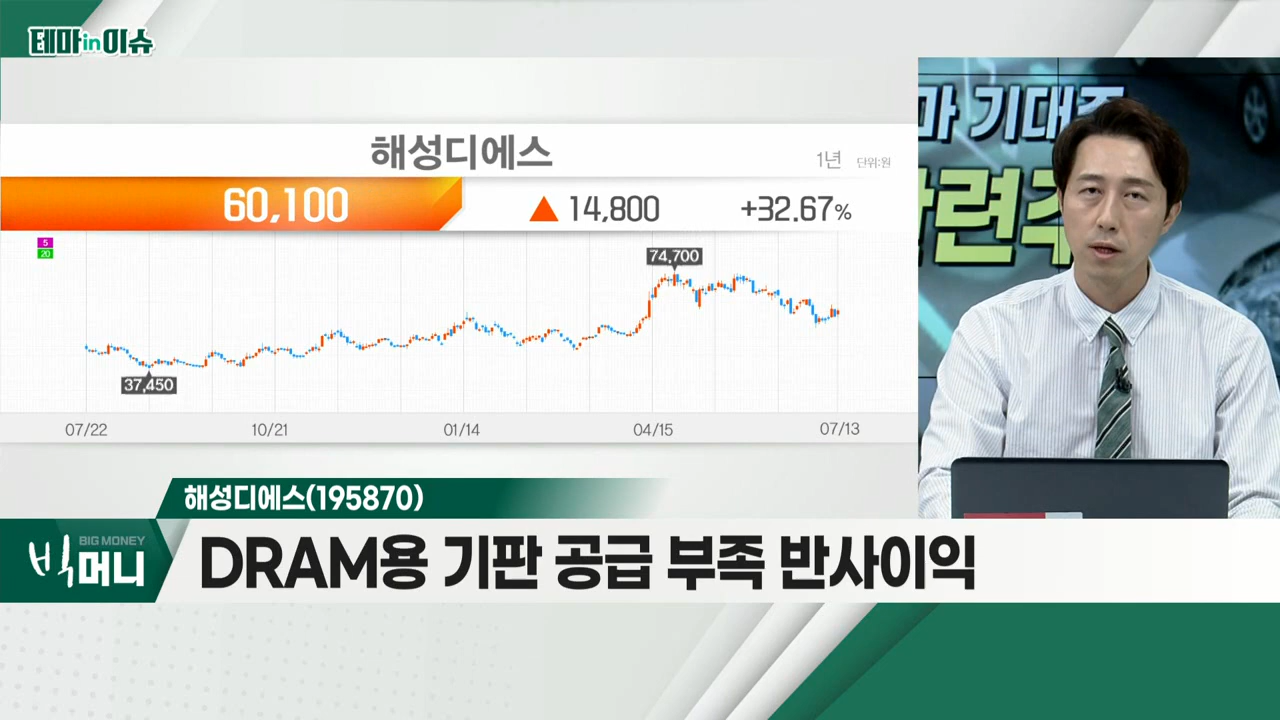 테마in이슈
마 기대주
관련주
해성디에스
1년 단위:원
60,100 ▲ 14,800 +32.67%
5
20
74,700
37,450
07/22 10/21 01/14 04/15 07/13
해성디에스(195870)
BIG MONEY
빅머니
DRAM용 기판 공급 부족 반사이익